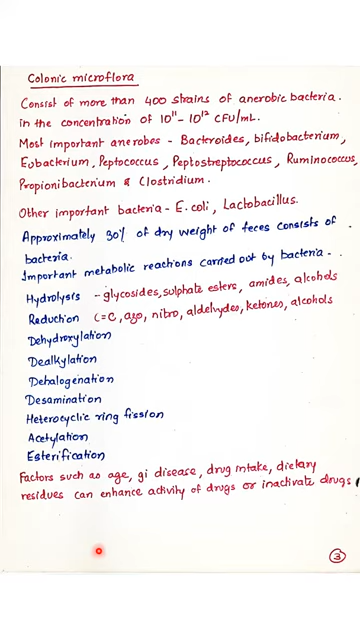 Colonic microflora
Consist of more than 400 strains of anerobic bacteria.
in the concentration of 10¹¹ - 10¹² CFU/mL.
Most important anerobes - Bacteroides, bifidobacterium,
Eubacterium, Peptococcus, Peptostreptococcus, Ruminococcus,
Propionibacterium & Clostridium.
Other important bacteria - E.coli, Lactobacillus.
Approximately 30% of dry weight of feces consists of
bacteria.
Important metabolic reactions carried out by bacteria -
Hydrolysis - glycosides, sulphate esters, amides, alcohols
Reduction C=C, azo, nitro, aldehydes, ketones, alcohols
Dehydroxylation
Dealkylation
Dehalogenation
Desamination
Heterocyclic ring fission
Acetylation
Esterification
Factors such as age, gi disease, drug intake, dietary
residues can enhance activity of drugs or inactivate drugs
3